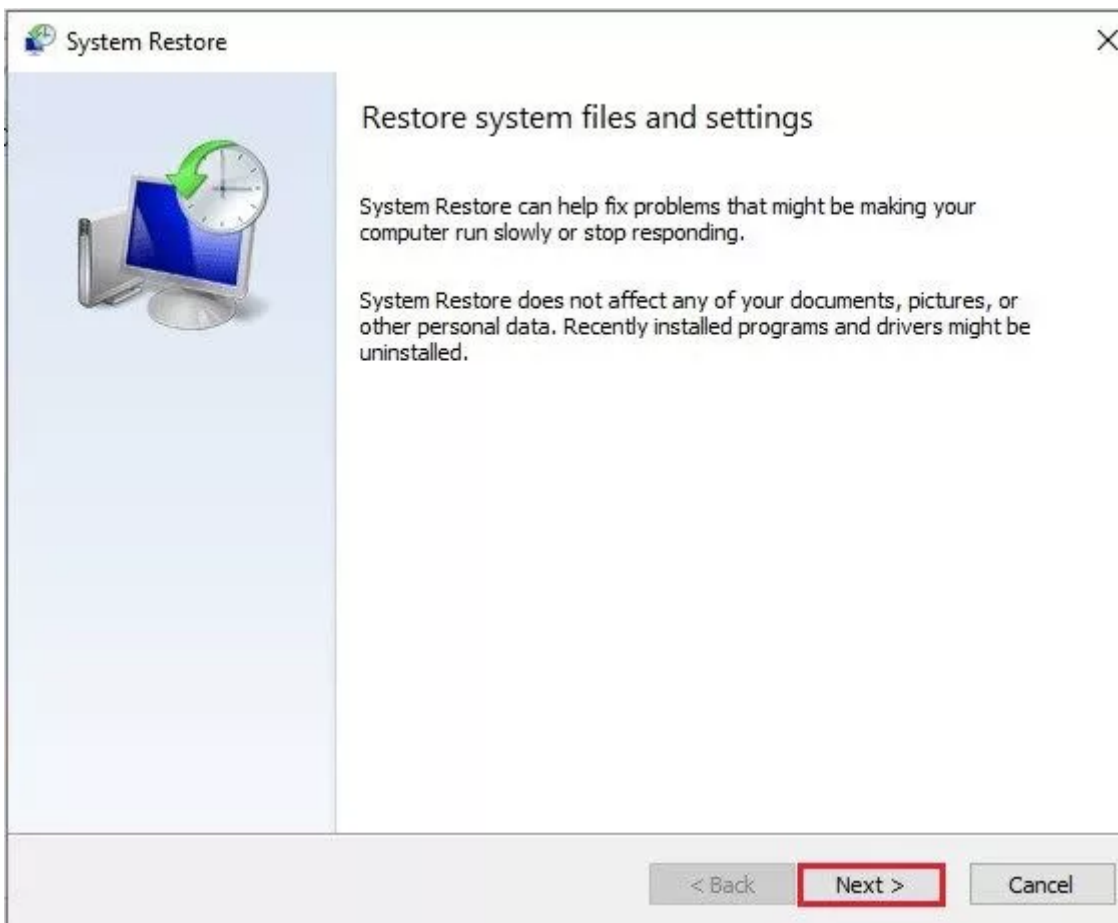 System Restore
Restore system files and settings
System Restore can help fix problems that might be making your
computer run slowly or stop responding.
System Restore does not affect any of your documents, pictures, or
other personal data. Recently installed programs and drivers might be
uninstalled.
< Back
Next >
Cancel